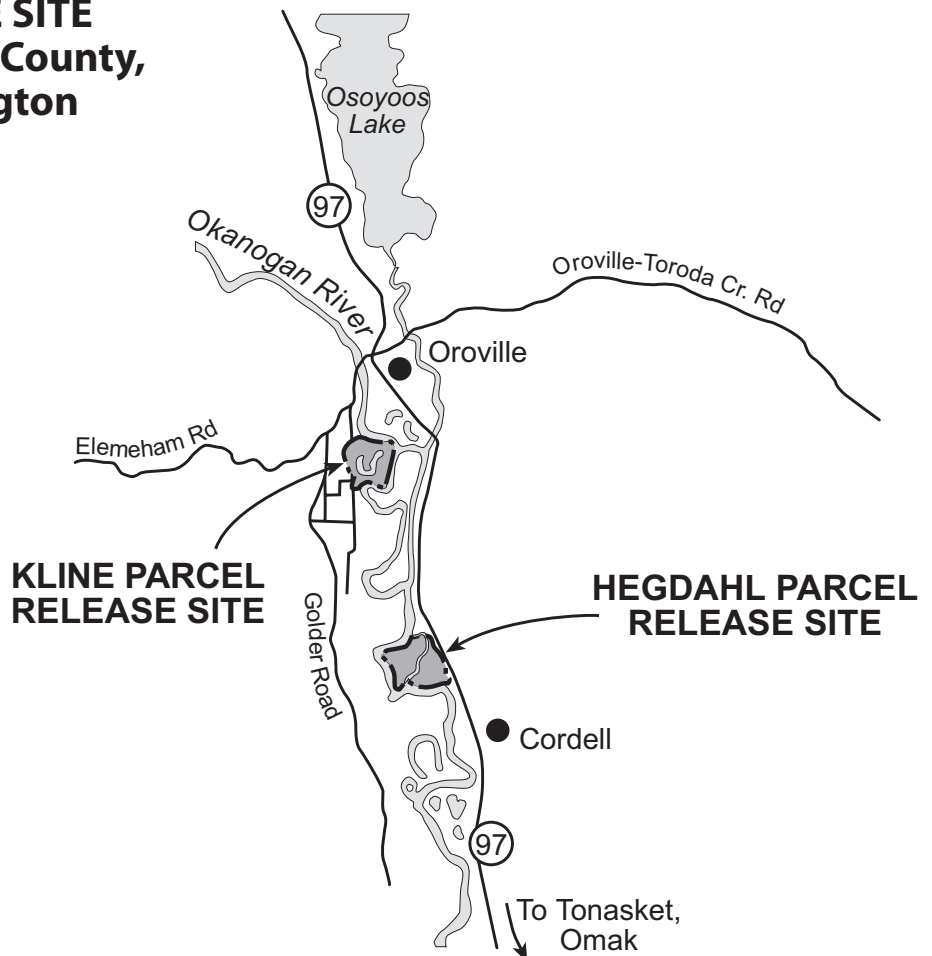 SITE
County,
gton
Osoyoos
Lake
97
Okanogan River
Oroville-Toroda Cr. Rd
Oroville
Elemeham Rd
KLINE PARCEL
RELEASE SITE
HEGDAHL PARCEL
RELEASE SITE
Golder Road
Cordell
97
To Tonasket,
Omak